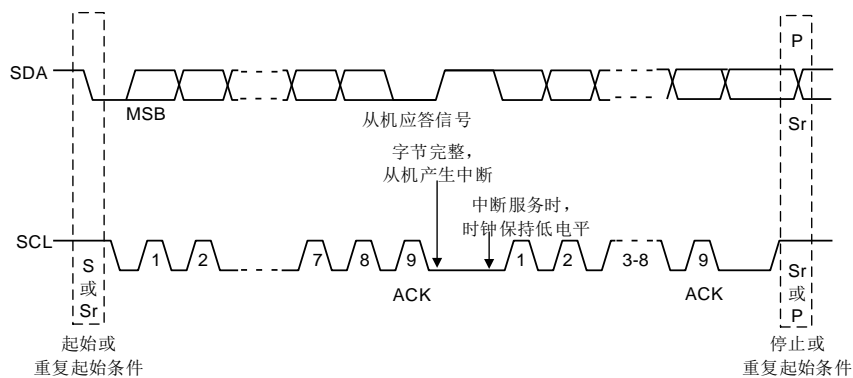 P
SDA
MSB
从机应答信号
Sr
字节完整，
从机产生中断
中断服务时，
时钟保持低电平
SCL
S
或
Sr
1
2
7
8
9
1
2
3-8
9
Sr
或
P
ACK
ACK
起始或
重复起始条件
停止或
重复起始条件